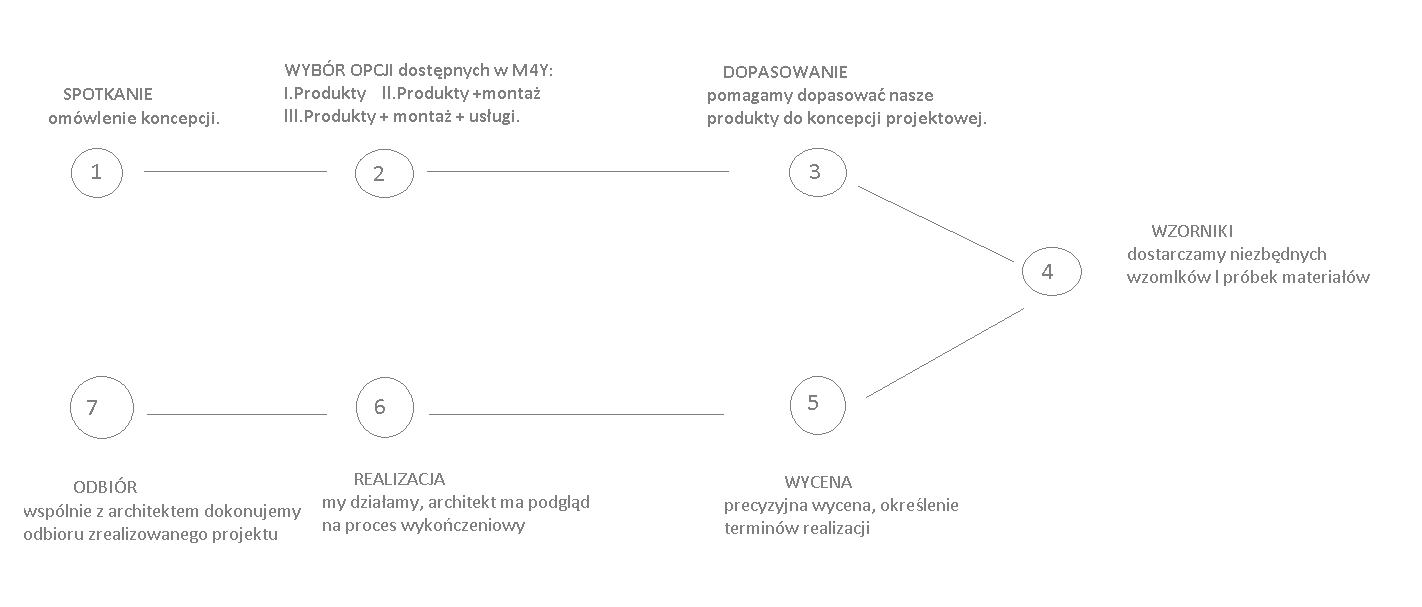 SPOTKANIE
omówlenie koncepcji.
1
WYBÓR OPCJI dostępnych w M4Y:
I.Produkty II.Produkty +montaż
III.Produkty + montaż + usługi.
2
DOPASOWANIE
pomagamy dopasować nasze
produkty do koncepcji projektowej.
3
WZORNIKI
dostarczamy niezbędnych
wzomlków l próbek materiałów
4
5
WYCENA
precyzyjna wycena, określenie
terminów realizacji
6
REALIZACJA
my działamy, architekt ma podgląd
na proces wykończeniowy
7
ODBIÓR
wspólnie z architektem dokonujemy
odbioru zrealizowanego projektu